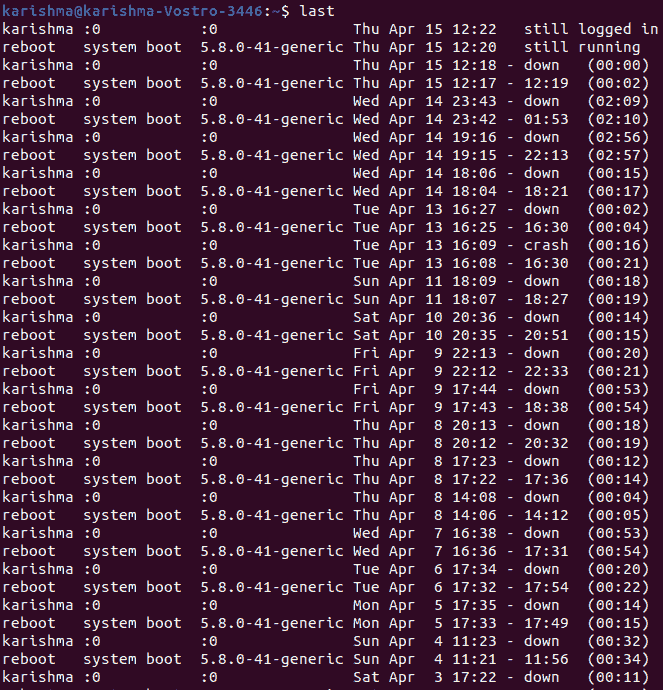 karishma@karishma-Vostro-3446:~$ last
karishma :0           :0               Thu Apr 15 12:22   still logged in
reboot   system boot  5.8.0-41-generic Thu Apr 15 12:20   still running
karishma :0           :0               Thu Apr 15 12:18 - down   (00:00)
reboot   system boot  5.8.0-41-generic Thu Apr 15 12:17 - 12:19  (00:02)
karishma :0           :0               Wed Apr 14 23:43 - down   (02:09)
reboot   system boot  5.8.0-41-generic Wed Apr 14 23:42 - 01:53  (02:10)
karishma :0           :0               Wed Apr 14 19:16 - down   (02:56)
reboot   system boot  5.8.0-41-generic Wed Apr 14 19:15 - 22:13  (02:57)
karishma :0           :0               Wed Apr 14 18:06 - down   (00:15)
reboot   system boot  5.8.0-41-generic Wed Apr 14 18:04 - 18:21  (00:17)
karishma :0           :0               Tue Apr 13 16:27 - down   (00:02)
reboot   system boot  5.8.0-41-generic Tue Apr 13 16:25 - 16:30  (00:04)
karishma :0           :0               Tue Apr 13 16:09 - crash  (00:16)
reboot   system boot  5.8.0-41-generic Tue Apr 13 16:08 - 16:30  (00:21)
karishma :0           :0               Sun Apr 11 18:09 - down   (00:18)
reboot   system boot  5.8.0-41-generic Sun Apr 11 18:07 - 18:27  (00:19)
karishma :0           :0               Sat Apr 10 20:36 - down   (00:14)
reboot   system boot  5.8.0-41-generic Sat Apr 10 20:35 - 20:51  (00:15)
karishma :0           :0               Fri Apr  9 22:13 - down   (00:20)
reboot   system boot  5.8.0-41-generic Fri Apr  9 22:12 - 22:33  (00:21)
karishma :0           :0               Fri Apr  9 17:44 - down   (00:53)
reboot   system boot  5.8.0-41-generic Fri Apr  9 17:43 - 18:38  (00:54)
karishma :0           :0               Thu Apr  8 20:13 - down   (00:18)
reboot   system boot  5.8.0-41-generic Thu Apr  8 20:12 - 20:32  (00:19)
karishma :0           :0               Thu Apr  8 17:23 - down   (00:12)
reboot   system boot  5.8.0-41-generic Thu Apr  8 17:22 - 17:36  (00:14)
karishma :0           :0               Thu Apr  8 14:08 - down   (00:04)
reboot   system boot  5.8.0-41-generic Thu Apr  8 14:06 - 14:12  (00:05)
karishma :0           :0               Wed Apr  7 16:38 - down   (00:53)
reboot   system boot  5.8.0-41-generic Wed Apr  7 16:36 - 17:31  (00:54)
karishma :0           :0               Tue Apr  6 17:34 - down   (00:20)
reboot   system boot  5.8.0-41-generic Tue Apr  6 17:32 - 17:54  (00:22)
karishma :0           :0               Mon Apr  5 17:35 - down   (00:14)
reboot   system boot  5.8.0-41-generic Mon Apr  5 17:33 - 17:49  (00:15)
karishma :0           :0               Sun Apr  4 11:23 - down   (00:32)
reboot   system boot  5.8.0-41-generic Sun Apr  4 11:21 - 11:56  (00:34)
karishma :0           :0               Sat Apr  3 17:22 - down   (00:11)